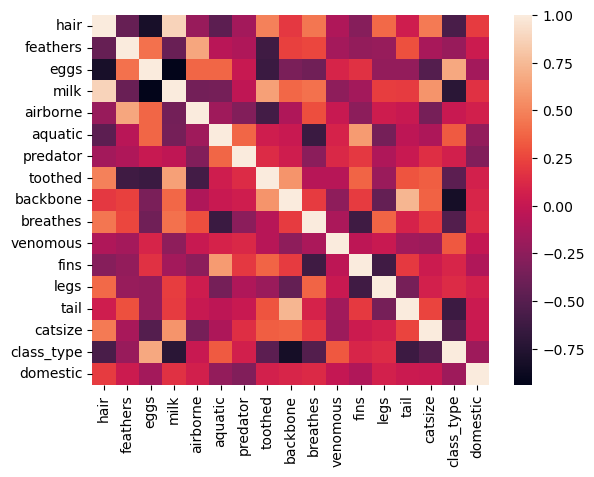 hair
feathers
eggs
milk
airborne
aquatic
predator
toothed
backbone
breathes
venomous
fins
legs
tail
catsize
class_type
domestic
hair
feathers
eggs
milk
airborne
aquatic
predator
toothed
backbone
breathes
venomous
fins
legs
tail
catsize
class_type
domestic
1.00
0.75
0.50
0.25
0.00
−0.25
−0.50
−0.75